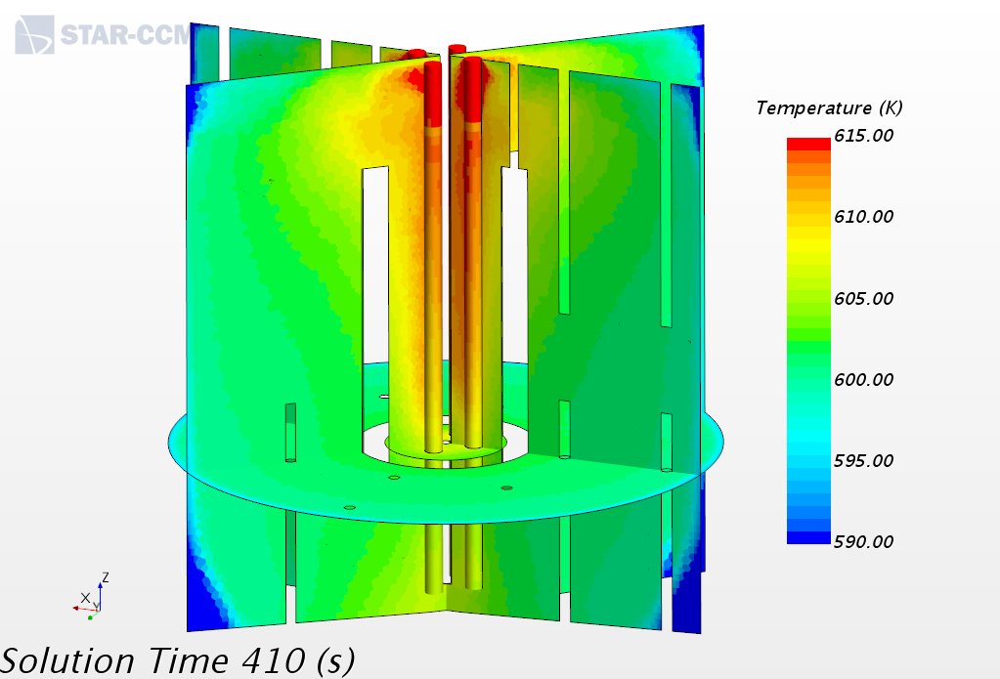 STAR-CCM
Temperature (K)
615.00
610.00
605.00
600.00
595.00
590.00
Z
X
Y
Solution Time 410 (s)